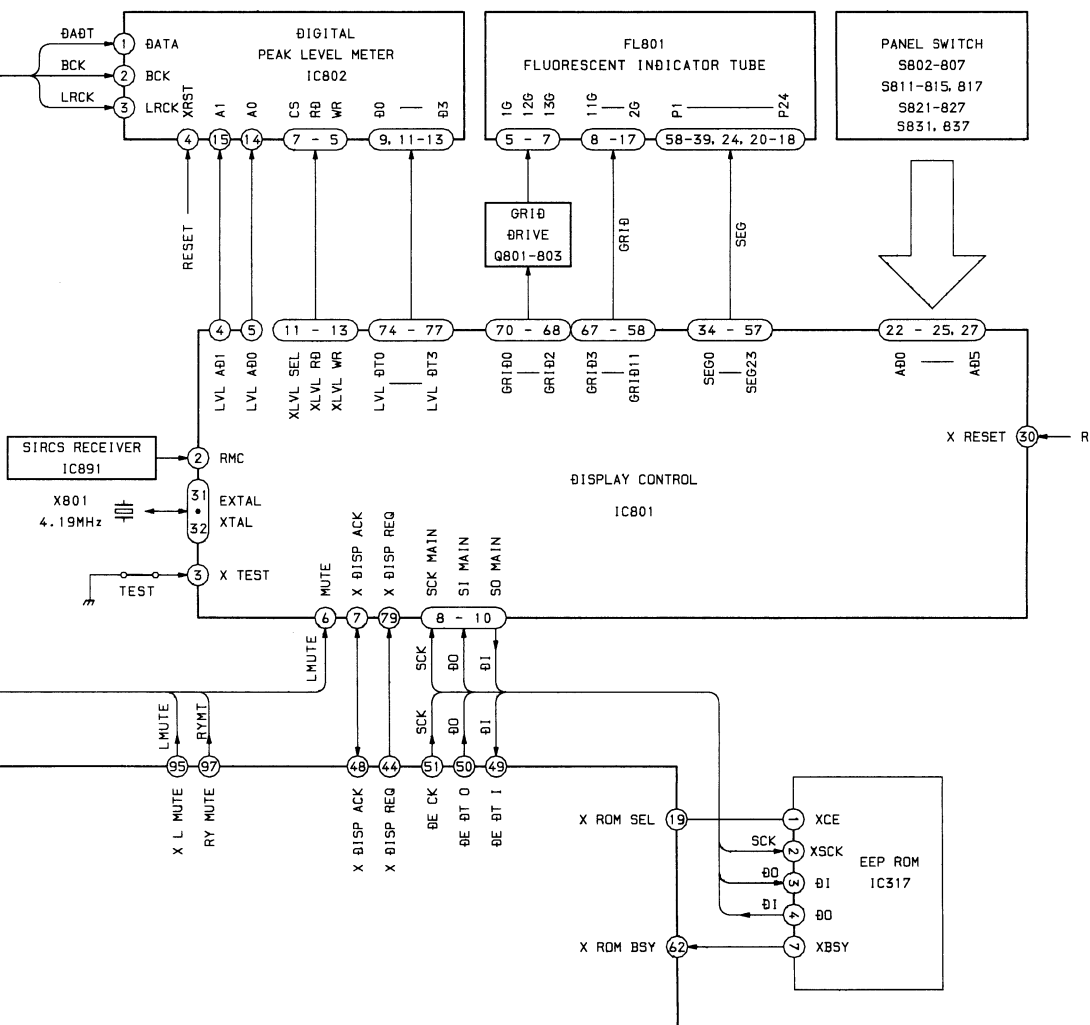 DADT
BCK
LRCK
1 DATA
2 BCK
3 LRCK
DIGITAL
PEAK LEVEL METER
IC802
XRST
A1
A0
CS
RD
WR
D0
D3
4
15
14
7 - 5
9, 11-13
FL801
FLUORESCENT INDICATOR TUBE
1G
12G
13G
11G
2G
P1
P24
5 - 7
8 -17
58-39, 24, 20-18
PANEL SWITCH
S802-807
S811-815, 817
S821-827
S831, 837
RESET
GRID
DRIVE
Q801-803
GRID
SEG
4
5
11 - 13
74 - 77
70 - 68
67 - 58
34 - 57
22 - 25, 27
LVL AD1
LVL AD0
XLVL SEL
XLVL RD
XLVL WR
LVL DT0
LVL DT3
GRID0
GRID2
GRID3
GRID11
SEG0
SEG23
AD0
AD5
X RESET 30 R
SIRCS RECEIVER
IC891
2 RMC
X801
4.19MHz
31 EXTAL
32 XTAL
TEST
3 X TEST
DISPLAY CONTROL
IC801
MUTE
X DISP ACK
X DISP REQ
SCK MAIN
SI MAIN
SO MAIN
6
7
79
8 - 10
LMUTE
SCK
DO
DI
LMUTE
RYMT
SCK
DO
DI
95
97
48
44
51
50
49
X L MUTE
RY MUTE
X DISP ACK
X DISP REQ
DE CK
DE DT O
DE DT I
X ROM SEL 19
1 XCE
SCK 2 XSCK
DO 3 DI
DI 4 DO
EEP ROM
IC317
X ROM BSY 62
7 XBSY